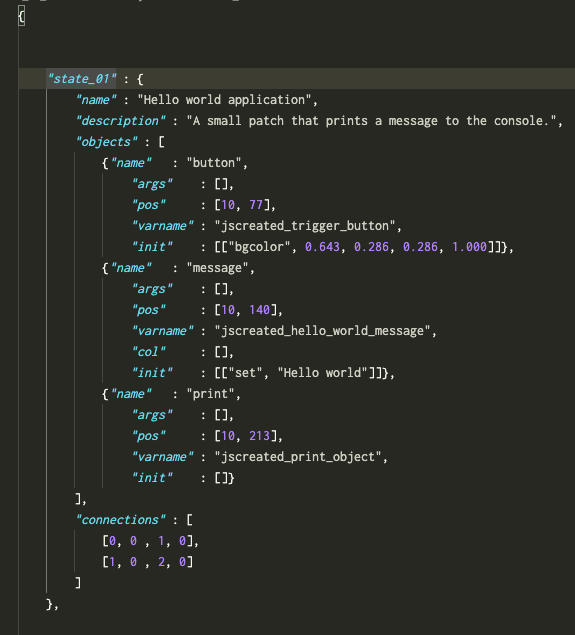 {
"state_01" : {
"name" : "Hello world application",
"description" : "A small patch that prints a message to the console.",
"objects" : [
{"name"   : "button",
"args"    : [],
"pos"     : [10, 77],
"varname" : "jscreated_trigger_button",
"init"    : [["bgcolor", 0.643, 0.286, 0.286, 1.000]]},
{"name"   : "message",
"args"    : [],
"pos"     : [10, 140],
"varname" : "jscreated_hello_world_message",
"col"     : [],
"init"    : [["set", "Hello world"]]},
{"name"   : "print",
"args"    : [],
"pos"     : [10, 213],
"varname" : "jscreated_print_object",
"init"    : []}
],
"connections" : [
[0, 0 , 1, 0],
[1, 0 , 2, 0]
]
},